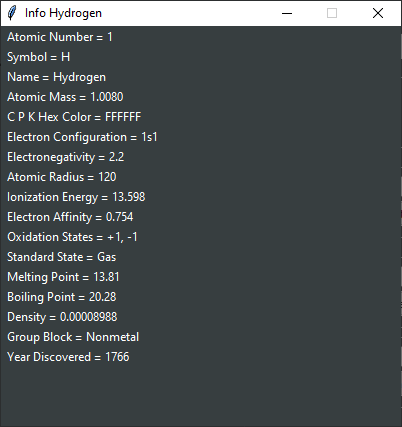 Info Hydrogen
Atomic Number = 1
Symbol = H
Name = Hydrogen
Atomic Mass = 1.0080
C P K Hex Color = FFFFFF
Electron Configuration = 1s1
Electronegativity = 2.2
Atomic Radius = 120
Ionization Energy = 13.598
Electron Affinity = 0.754
Oxidation States = +1, -1
Standard State = Gas
Melting Point = 13.81
Boiling Point = 20.28
Density = 0.00008988
Group Block = Nonmetal
Year Discovered = 1766